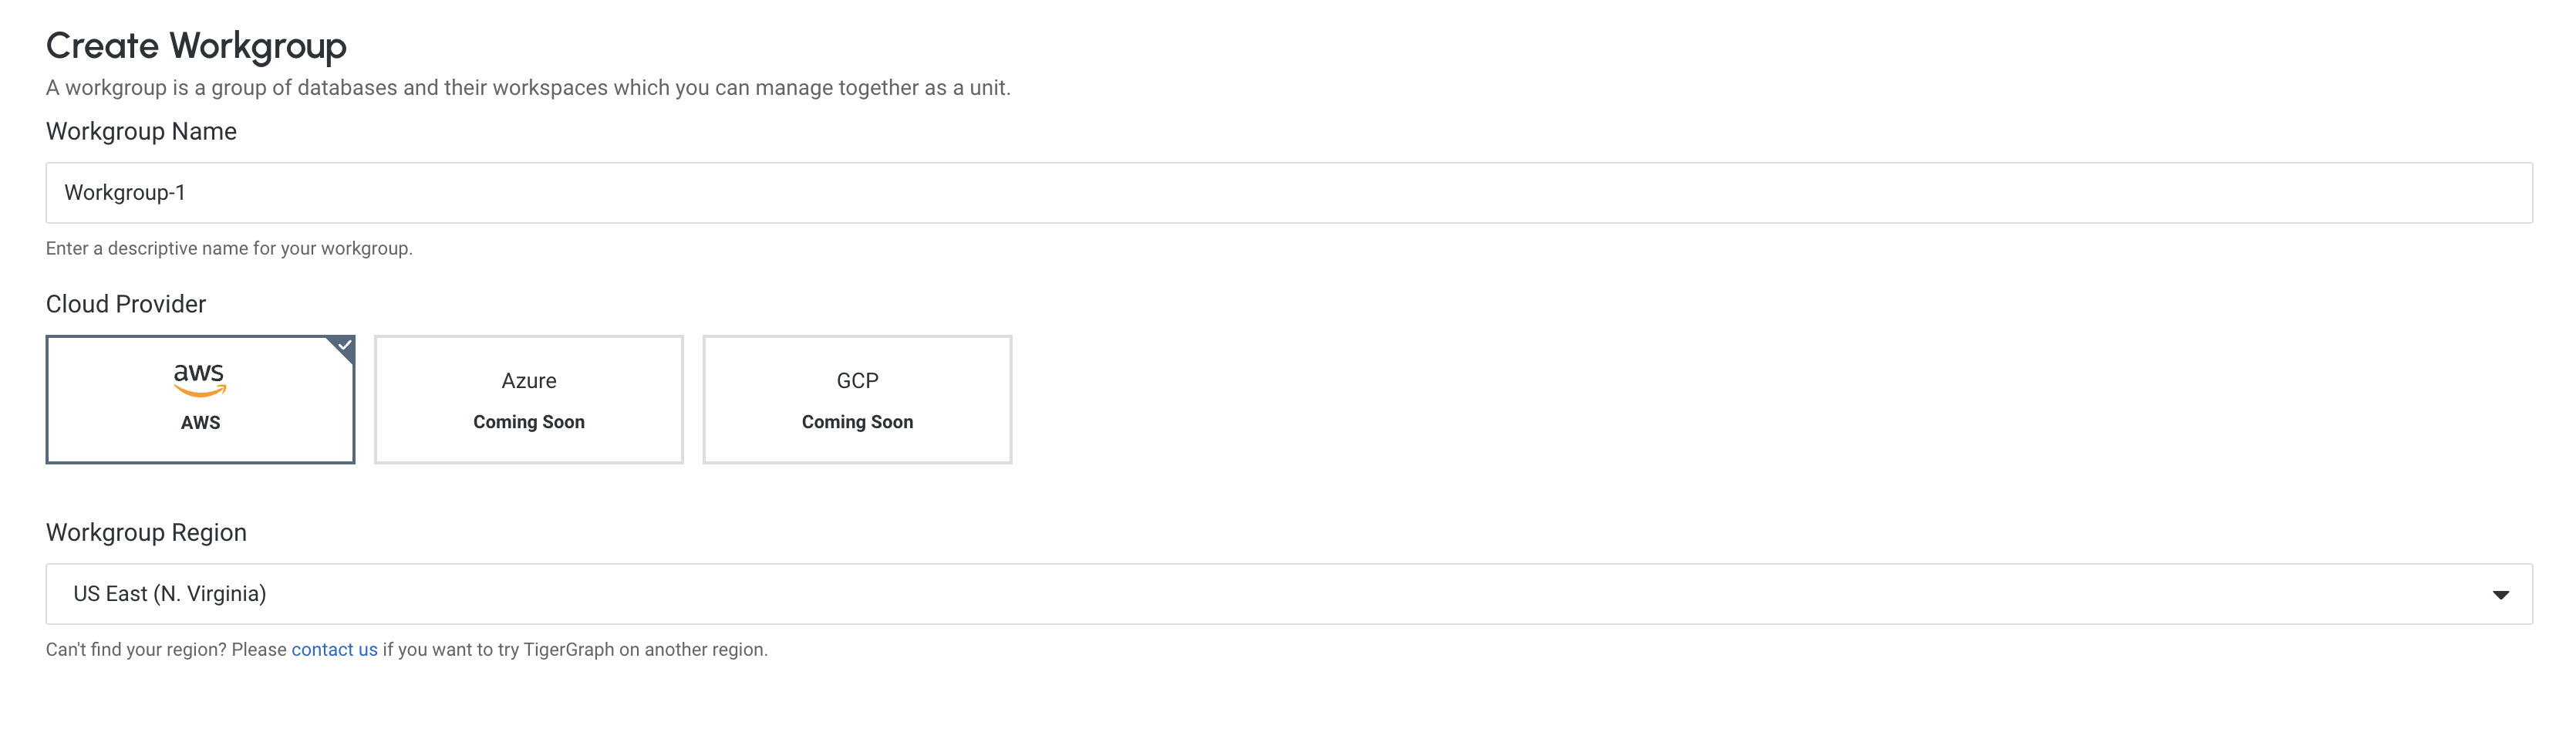 Create Workgroup
A workgroup is a group of databases and their workspaces which you can manage together as a unit.
Workgroup Name
Workgroup-1
Enter a descriptive name for your workgroup.
Cloud Provider
aws
AWS
Azure
Coming Soon
GCP
Coming Soon
Workgroup Region
US East (N. Virginia)
Can't find your region? Please contact us if you want to try TigerGraph on another region.